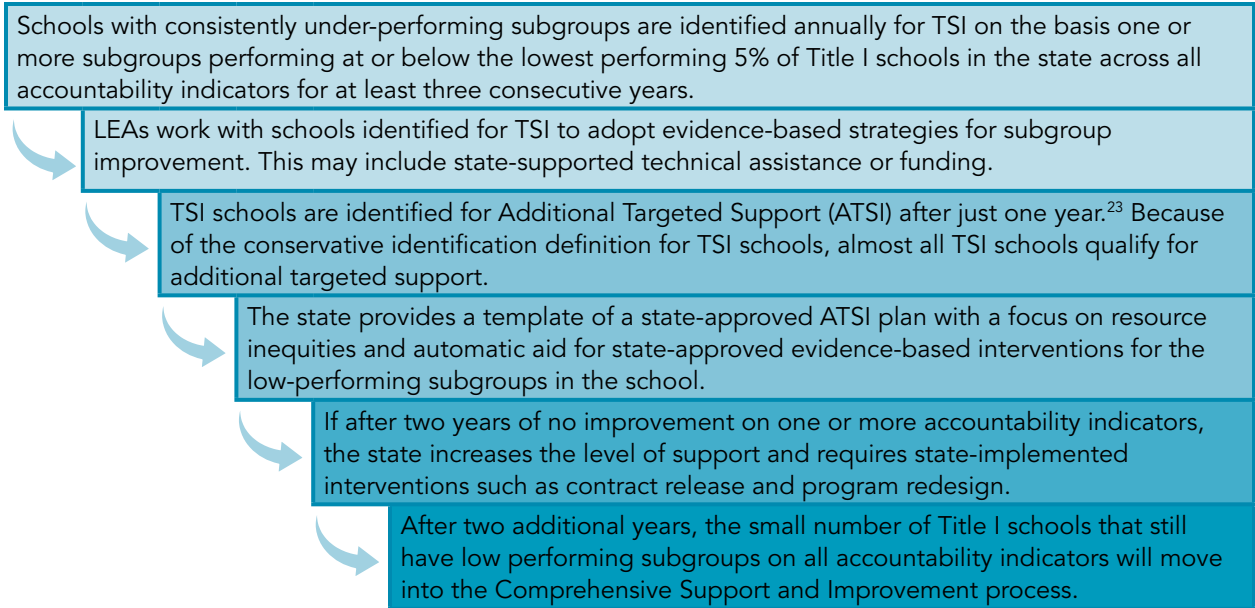 Schools with consistently under-performing subgroups are identified annually for TSI on the basis one or
more subgroups performing at or below the lowest performing 5% of Title I schools in the state across all
accountability indicators for at least three consecutive years.
LEAs work with schools identified for TSI to adopt evidence-based strategies for subgroup
improvement. This may include state-supported technical assistance or funding.
TSI schools are identified for Additional Targeted Support (ATSI) after just one year.²³ Because
of the conservative identification definition for TSI schools, almost all TSI schools qualify for
additional targeted support.
The state provides a template of a state-approved ATSI plan with a focus on resource
inequities and automatic aid for state-approved evidence-based interventions for the
low-performing subgroups in the school.
If after two years of no improvement on one or more accountability indicators,
the state increases the level of support and requires state-implemented
interventions such as contract release and program redesign.
After two additional years, the small number of Title I schools that still
have low performing subgroups on all accountability indicators will move
into the Comprehensive Support and Improvement process.